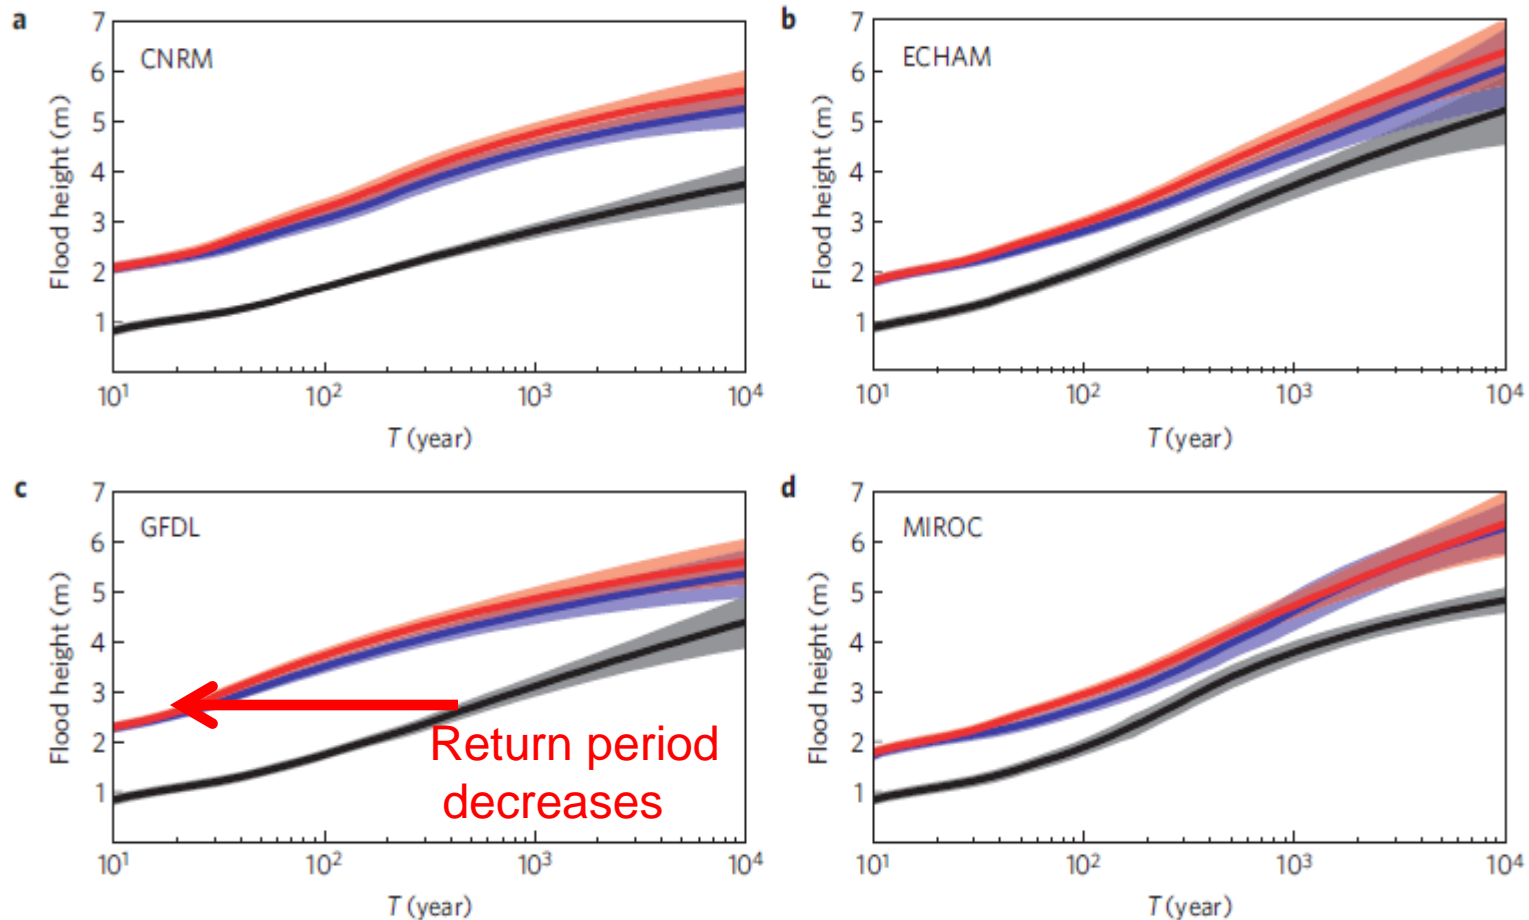 a
CNRM
7
6
5
4
3
2
1
Flood height (m)
10¹ 10² 10³ 10⁴
T (year)
b
ECHAM
7
6
5
4
3
2
1
Flood height (m)
10¹ 10² 10³ 10⁴
T (year)
c
GFDL
7
6
5
4
3
2
1
Flood height (m)
Return period
decreases
10¹ 10² 10³ 10⁴
T (year)
d
MIROC
7
6
5
4
3
2
1
Flood height (m)
10¹ 10² 10³ 10⁴
T (year)